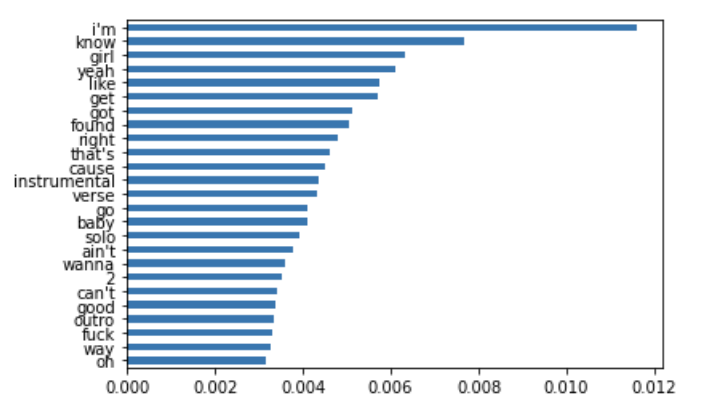 i'm
know
girl
yeah
like
get
got
found
right
that's
cause
instrumental
verse
go
baby
solo
ain't
wanna
2
can't
good
outro
fuck
way
oh
0.000 0.002 0.004 0.006 0.008 0.010 0.012